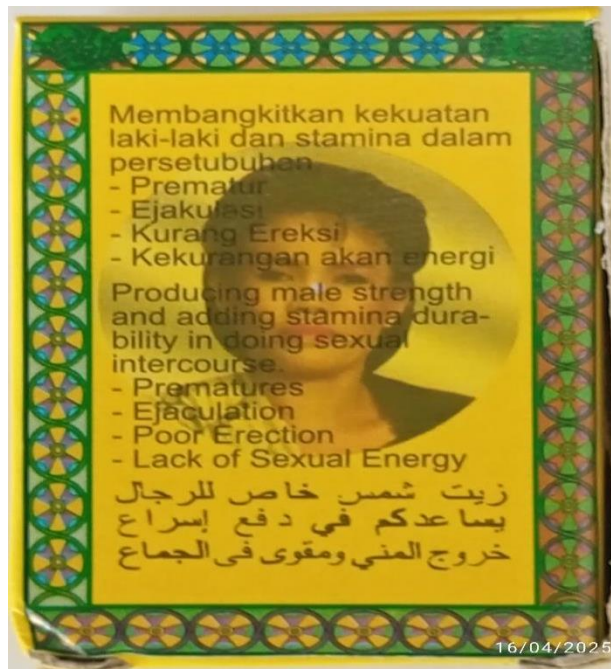 Membangkitkan kekuatan
laki-laki dan stamina dalam
persetubuhan
- Prematur
- Ejakulasi
- Kurang Ereksi
- Kekurangan akan energi
Producing male strength
and adding stamina dura-
bility in doing sexual
intercourse.
- Prematures
- Ejaculation
- Poor Erection
- Lack of Sexual Energy
زيت شمس خاص للرجال
يساعدكم في دفع إسراع
خروج المني ومقوى فى الجماع
16/04/2025